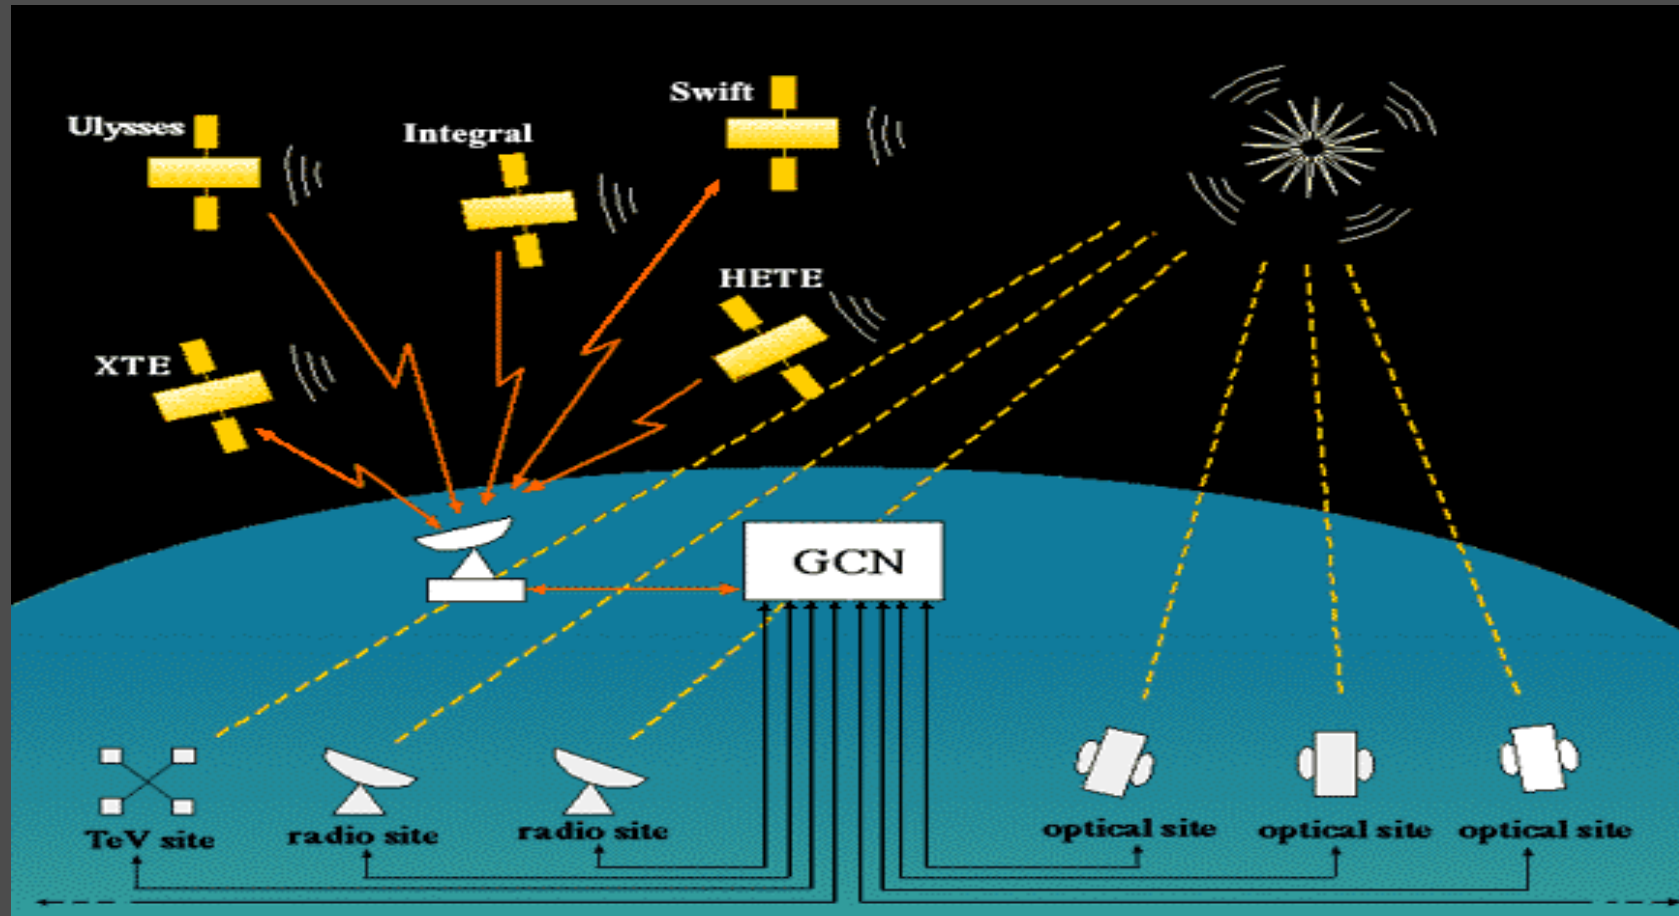 Swift
Ulysses
Integral
HETE
XTE
GCN
TeV site
radio site
radio site
optical site
optical site
optical site